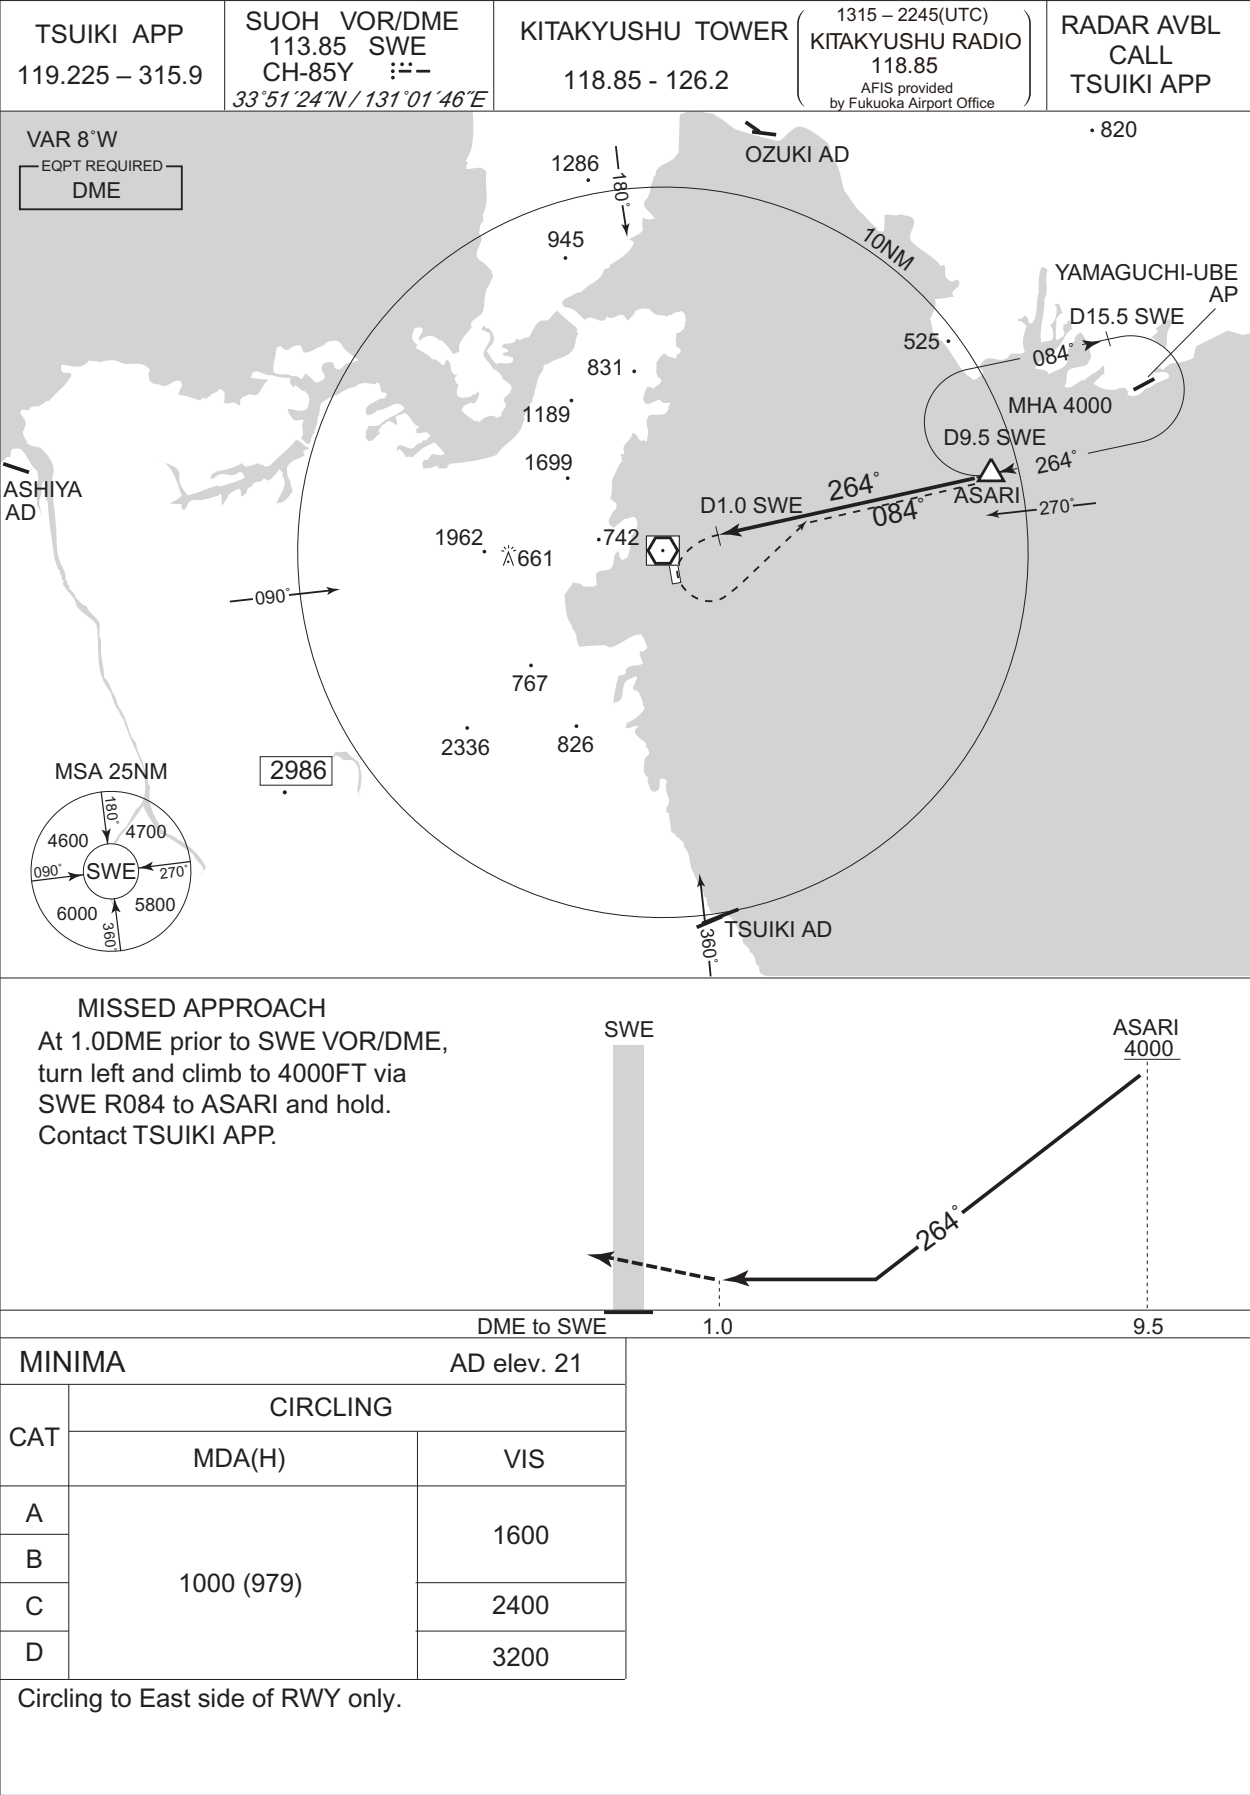 TSUIKI APP
119.225 – 315.9
SUOH VOR/DME
113.85 SWE
CH-85Y
33˚51´24˝N / 131˚01´46˝E
KITAKYUSHU TOWER
118.85 - 126.2
1315 – 2245(UTC)
KITAKYUSHU RADIO
118.85
AFIS provided
by Fukuoka Airport Office
RADAR AVBL
CALL
TSUIKI APP
VAR 8˚W
EQPT REQUIRED
DME
820
OZUKI AD
1286
180˚
945
10NM
YAMAGUCHI-UBE
AP
D15.5 SWE
525
084˚
831
MHA 4000
1189
D9.5 SWE
1699
264˚
ASHIYA
AD
264˚
ASARI
D1.0 SWE
084˚
270˚
1962
661
742
090˚
767
2336
826
2986
MSA 25NM
180˚
4600
4700
090˚
SWE
270˚
6000
5800
360˚
TSUIKI AD
360˚
MISSED APPROACH
At 1.0DME prior to SWE VOR/DME,
turn left and climb to 4000FT via
SWE R084 to ASARI and hold.
Contact TSUIKI APP.
SWE
ASARI
4000
264˚
DME to SWE
1.0
9.5
MINIMA
AD elev. 21
CAT
CIRCLING
MDA(H)
VIS
A
B
C
D
1000 (979)
1600
2400
3200
Circling to East side of RWY only.